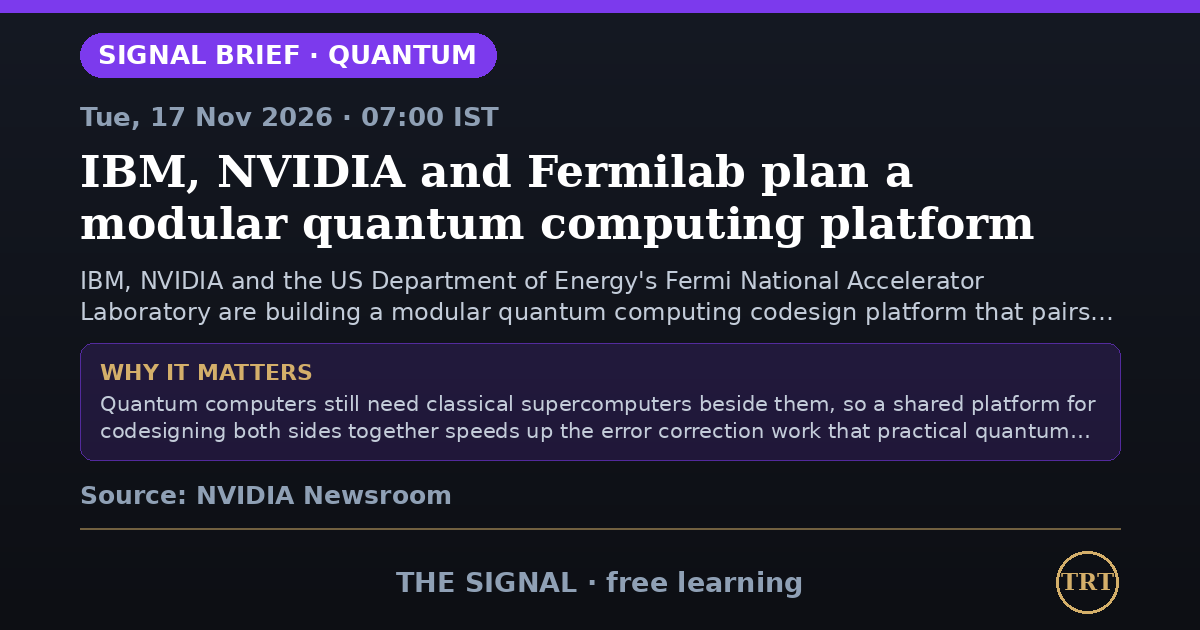 SIGNAL BRIEF · QUANTUM
Tue, 17 Nov 2026 · 07:00 IST
IBM, NVIDIA and Fermilab plan a
modular quantum computing platform
IBM, NVIDIA and the US Department of Energy's Fermi National Accelerator
Laboratory are building a modular quantum computing codesign platform that pairs…
WHY IT MATTERS
Quantum computers still need classical supercomputers beside them, so a shared platform for
codesigning both sides together speeds up the error correction work that practical quantum…
Source: NVIDIA Newsroom
THE SIGNAL · free learning
TRT